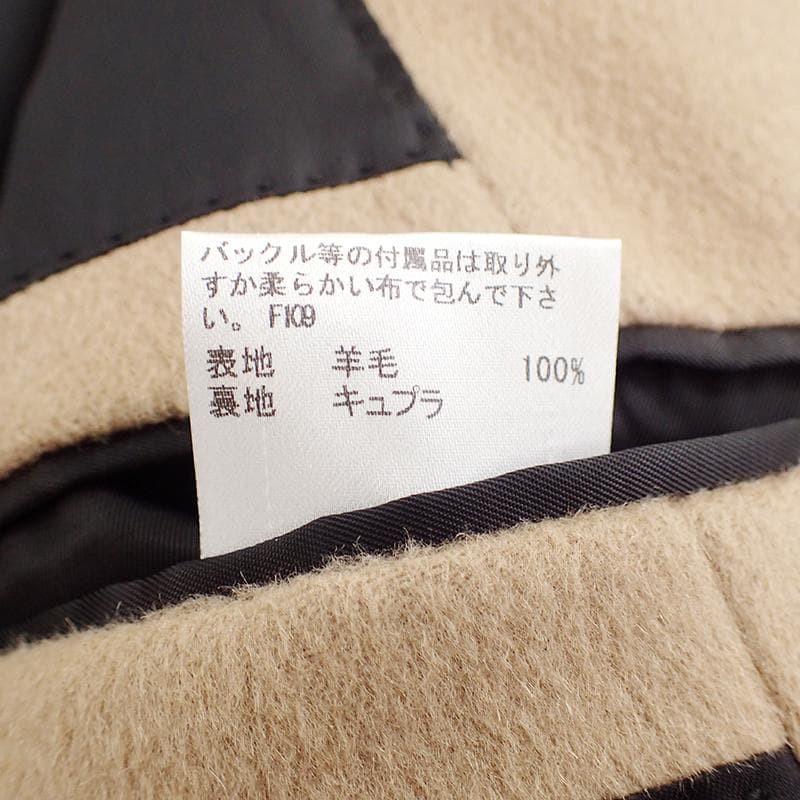 バックル等の付属品は取り外
すか柔らかい布で包んで下さ
い。 F109
表地 羊毛 100%
裏地 キュプラ